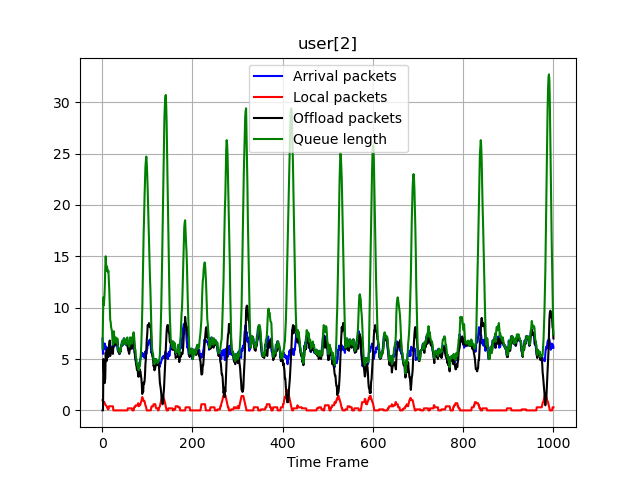 user[2]
Arrival packets
Local packets
Offload packets
Queue length
30
25
20
15
10
5
0
0 200 400 600 800 1000
Time Frame